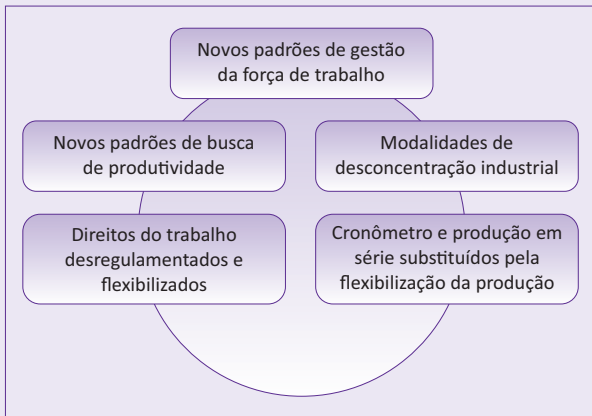 Novos padrões de gestão
da força de trabalho
Novos padrões de busca
de produtividade
Modalidades de
desconcentração industrial
Direitos do trabalho
desregulamentados e
flexibilizados
Cronômetro e produção em
série substituídos pela
flexibilização da produção